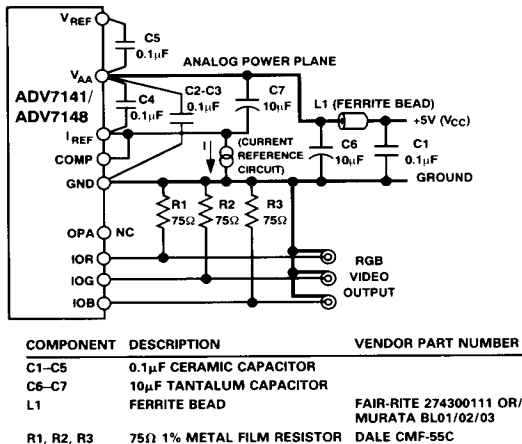 V REF
C5
0.1µF
ANALOG POWER PLANE
V AA
ADV7141/
ADV7148
C4
0.1µF
C2-C3
0.1µF
C7
10µF
L1 (FERRITE BEAD)
+5V (VCC)
I REF
COMP
I
(CURRENT
REFERENCE
CIRCUIT)
C6
10µF
C1
0.1µF
GND
GROUND
R1
75Ω
R2
75Ω
R3
75Ω
OPA
NC
IOR
IOG
IOB
RGB
VIDEO
OUTPUT
COMPONENT DESCRIPTION VENDOR PART NUMBER
C1–C5 0.1µF CERAMIC CAPACITOR
C6–C7 10µF TANTALUM CAPACITOR
L1 FERRITE BEAD FAIR-RITE 274300111 OR/
MURATA BL01/02/03
R1, R2, R3 75Ω 1% METAL FILM RESISTOR DALE CMF-55C